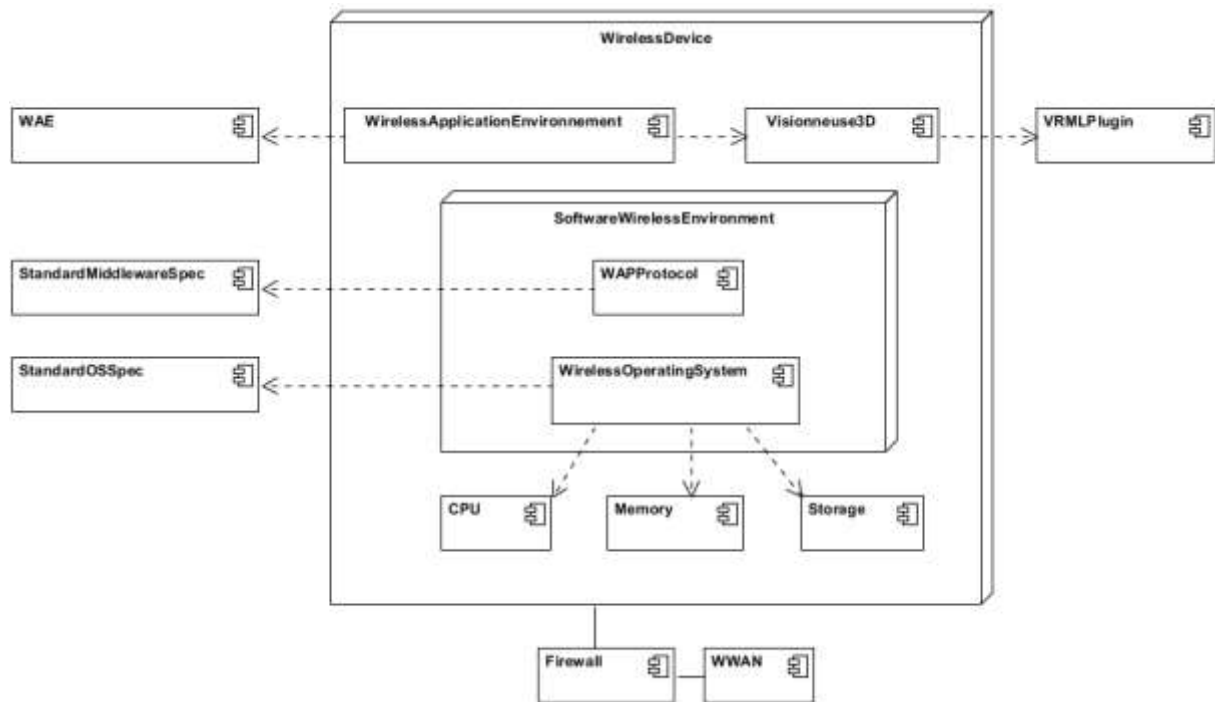 WirelessDevice
WAE
WirelessApplicationEnvironnement
Visionneuse3D
VRMLPlugin
SoftwareWirelessEnvironment
StandardMiddlewareSpec
WAPProtocol
StandardOSSpec
WirelessOperatingSystem
CPU
Memory
Storage
Firewall
WWAN